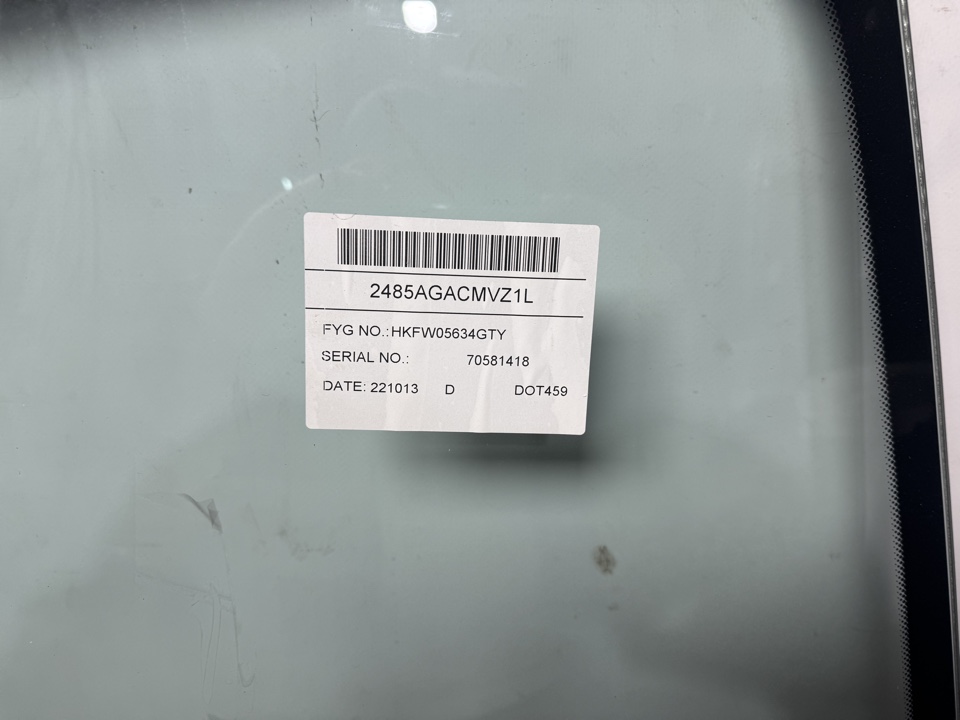 2485AGACMVZ1L
FYG NO.:HKFW05634GTY
SERIAL NO.: 70581418
DATE: 221013 D DOT459